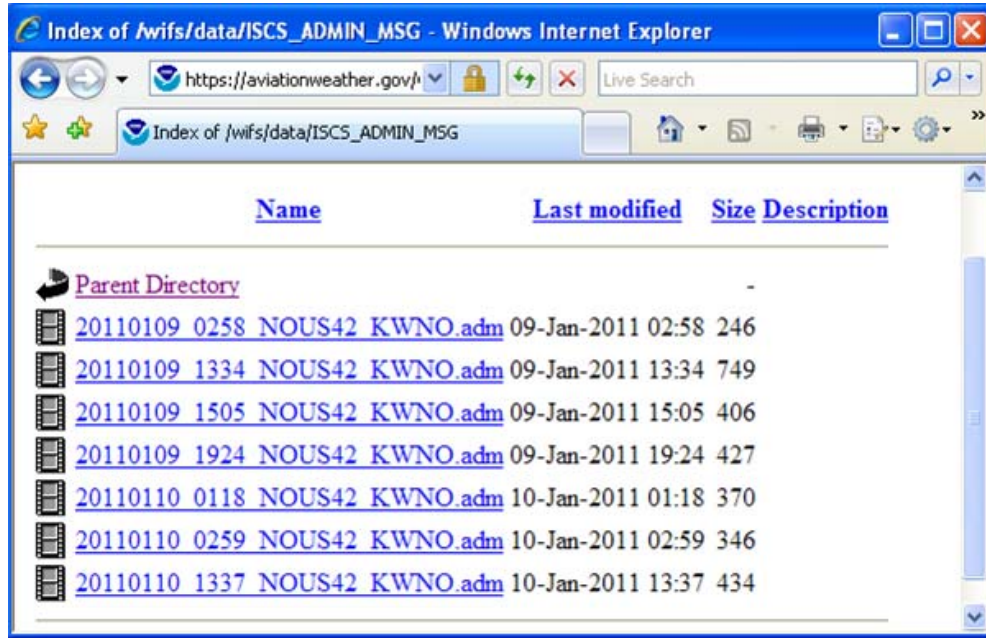 Index of /wifs/data/ISCS_ADMIN_MSG - Windows Internet Explorer
https://aviationweather.gov/ Live Search
Index of /wifs/data/ISCS_ADMIN_MSG
Name Last modified Size Description
Parent Directory -
20110109_0258_NOUS42_KWNO.adm 09-Jan-2011 02:58 246
20110109_1334_NOUS42_KWNO.adm 09-Jan-2011 13:34 749
20110109_1505_NOUS42_KWNO.adm 09-Jan-2011 15:05 406
20110109_1924_NOUS42_KWNO.adm 09-Jan-2011 19:24 427
20110110_0118_NOUS42_KWNO.adm 10-Jan-2011 01:18 370
20110110_0259_NOUS42_KWNO.adm 10-Jan-2011 02:59 346
20110110_1337_NOUS42_KWNO.adm 10-Jan-2011 13:37 434